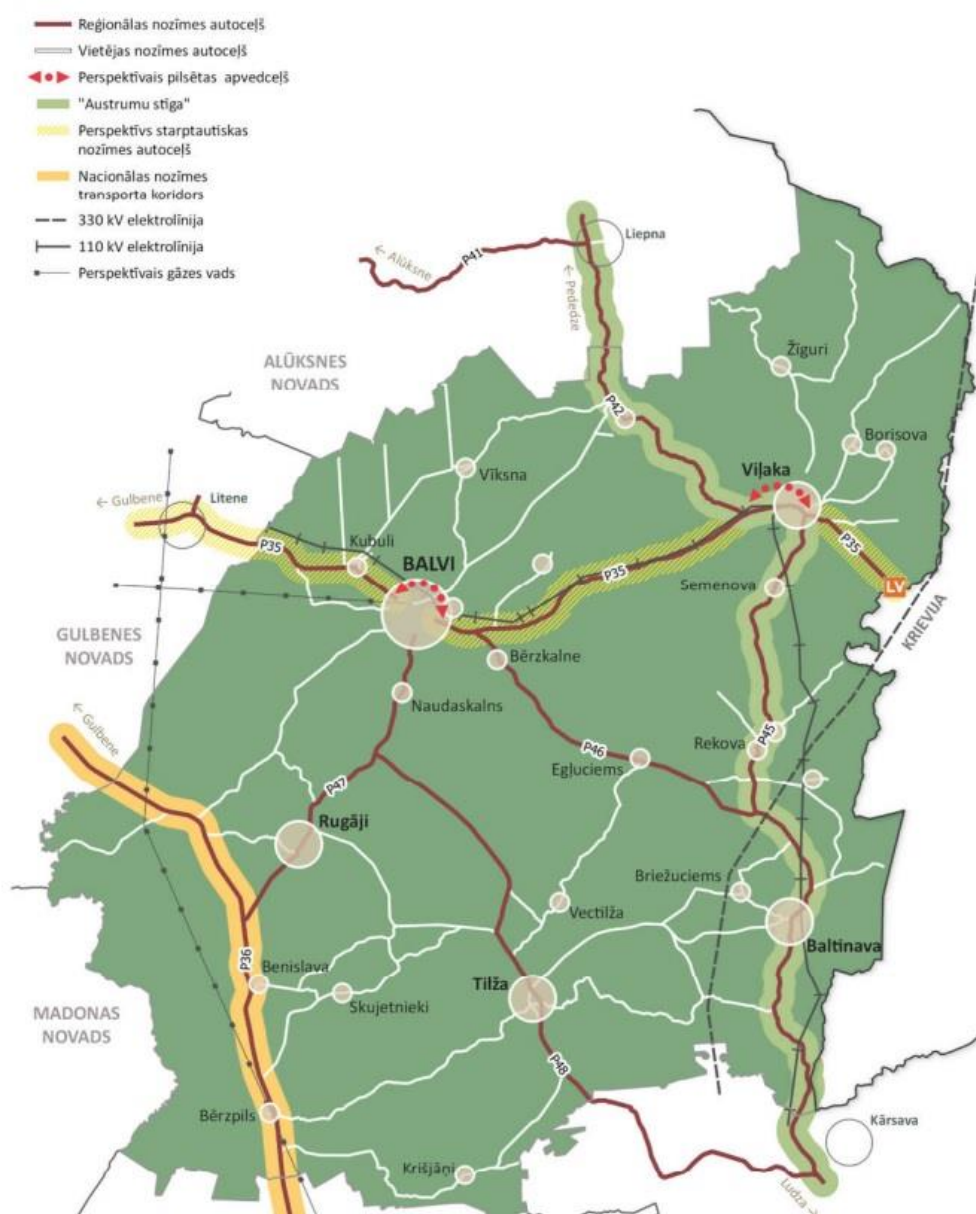 Reģionālas nozīmes autoceļš
Vietējas nozīmes autoceļš
Perspektīvais pilsētas apvedceļš
"Austrumu stīga"
Perspektīvs starptautiskas
nozīmes autoceļš
Nacionālas nozīmes
transporta koridors
330 kV elektrolīnija
110 kV elektrolīnija
Perspektīvais gāzes vads
Liepna
← Alūksne
P41
← Pededze
Žīguri
ALŪKSNES
NOVADS
P42
Borisova
Vīksna
Viļaka
← Gulbene
Litene
P35
Kubuli
P35
P35
BALVI
Semenova
LV
KRIEVIJA
GULBENES
NOVADS
Bērzkalne
Naudaskalns
← Gulbene
P46
Rekova
P45
Egļuciems
P47
Rugāji
Briežuciems
Vectilža
Baltinava
P36
Benislava
Tilža
Skujetnieki
MADONAS
NOVADS
P48
Bērzpils
Kārsava
Krišjāņi
Ludza →